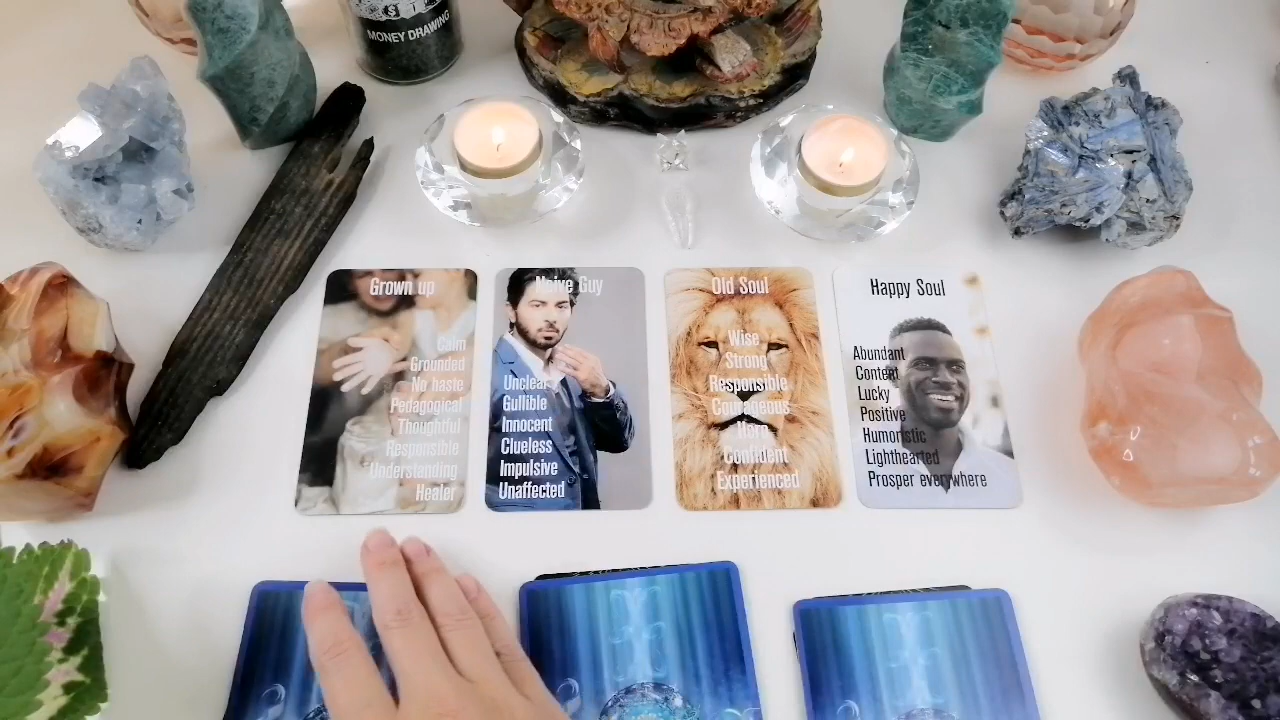 MONEY DRAWING
Grown up
Calm
Grounded
No haste
Pedagogical
Thoughtful
Responsible
Understanding
Healer
Naive Guy
Unclear
Gullible
Innocent
Clueless
Impulsive
Unaffected
Old Soul
Wise
Strong
Responsible
Courageous
Hero
Confident
Experienced
Happy Soul
Abundant
Content
Lucky
Positive
Humoristic
Lighthearted
Prosper everywhere